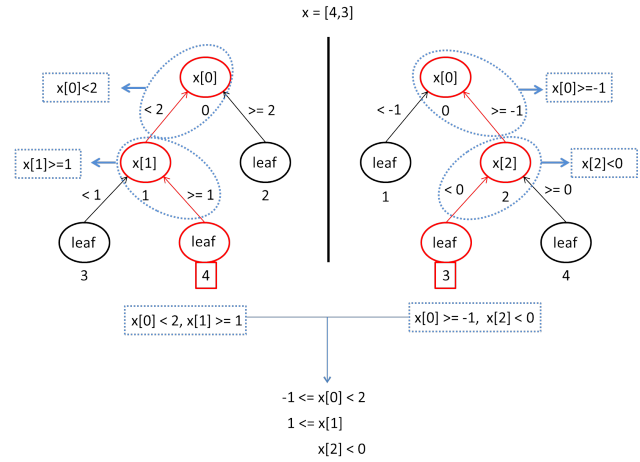 x = [4,3]
x[0]
x[0]
x[0]<2
x[0]>=-1
< 2
0
>= 2
< -1
0
>= -1
x[1]>=1
x[1]
leaf
leaf
x[2]
x[2]<0
< 1
1
>= 1
2
1
< 0
2
>= 0
leaf
leaf
leaf
leaf
3
4
3
4
x[0] < 2, x[1] >= 1
x[0] >= -1, x[2] < 0
-1 <= x[0] < 2
1 <= x[1]
x[2] < 0